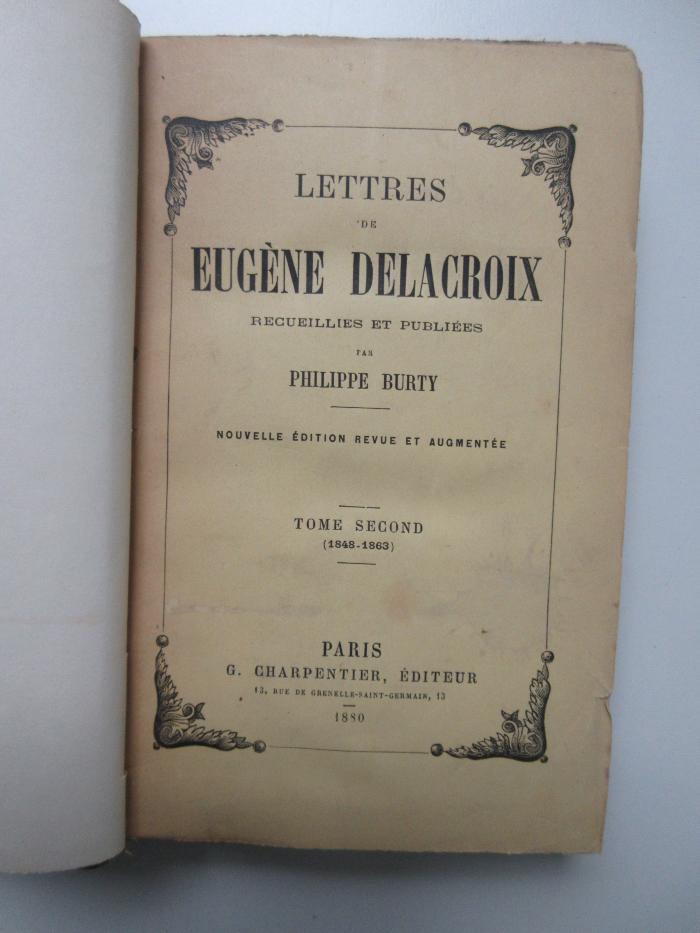 LETTRES
DE
EUGÈNE DELACROIX
RECUEILLIES ET PUBLIÉES
PAR
PHILIPPE BURTY
NOUVELLE ÉDITION REVUE ET AUGMENTÉE
TOME SECOND
(1848-1863)
PARIS
G. CHARPENTIER, ÉDITEUR
13, RUE DE GRENELLE-SAINT-GERMAIN, 13
1880